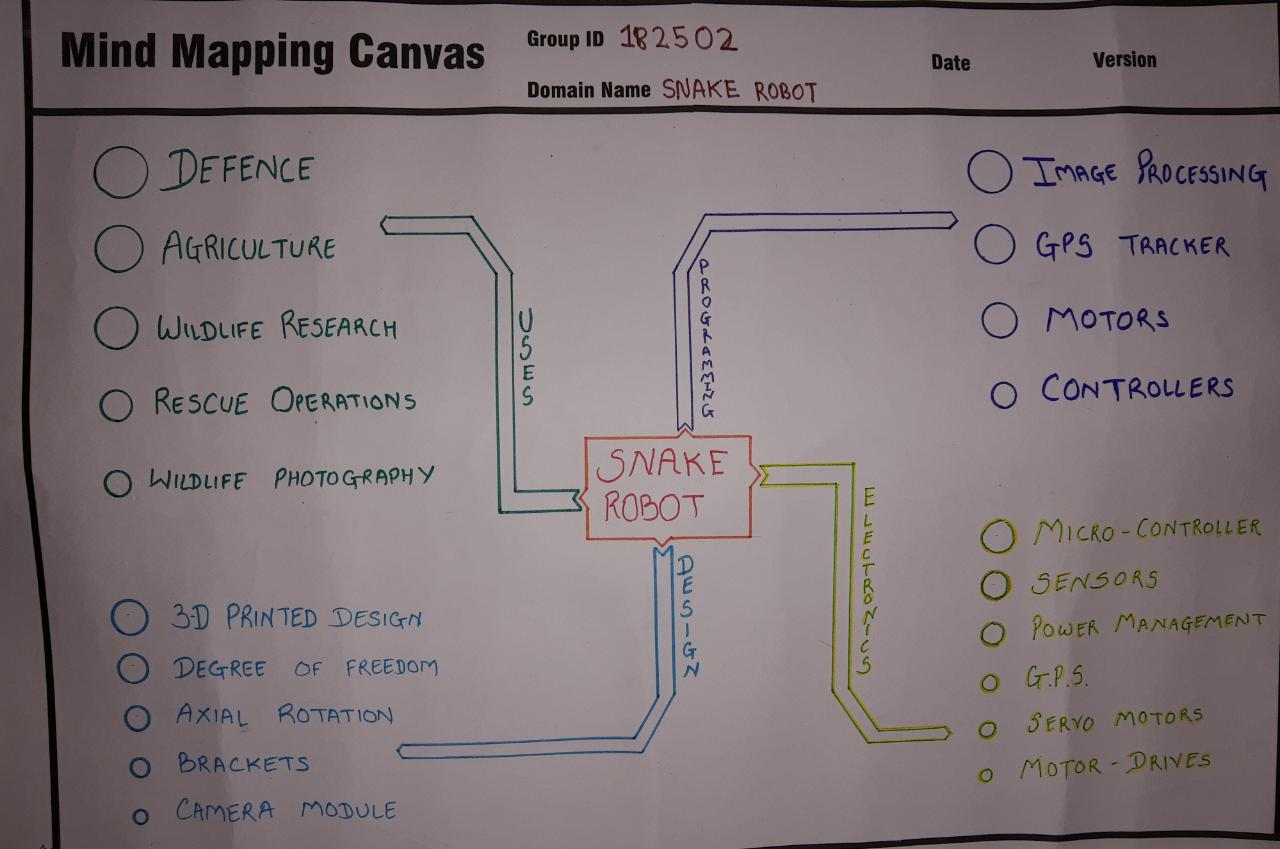 Mind Mapping Canvas
Group ID 182502
Domain Name SNAKE ROBOT
Date
Version
DEFENCE
AGRICULTURE
WILDLIFE RESEARCH
RESCUE OPERATIONS
WILDLIFE PHOTOGRAPHY
USES
PROGRAMMING
IMAGE PROCESSING
GPS TRACKER
MOTORS
CONTROLLERS
SNAKE
ROBOT
3-D PRINTED DESIGN
DEGREE OF FREEDOM
AXIAL ROTATION
BRACKETS
CAMERA MODULE
DESIGN
ELECTRONICS
MICRO-CONTROLLER
SENSORS
POWER MANAGEMENT
G.P.S.
SERVO MOTORS
MOTOR-DRIVES